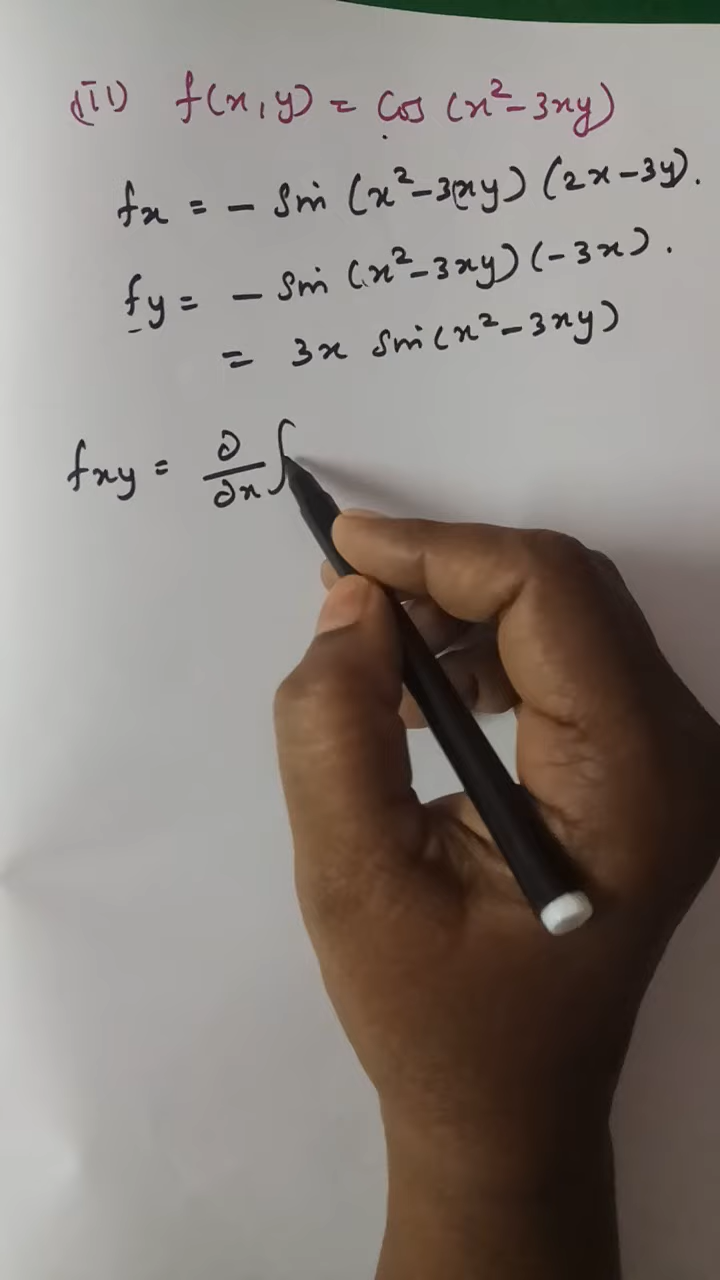 (ii) f(x,y) = Cos (x²-3xy)
fx = - Sin (x²-3xy) (2x-3y).
fy = - Sin (x²-3xy) (-3x).
= 3x Sin(x²-3xy)
fxy = ∂/∂x